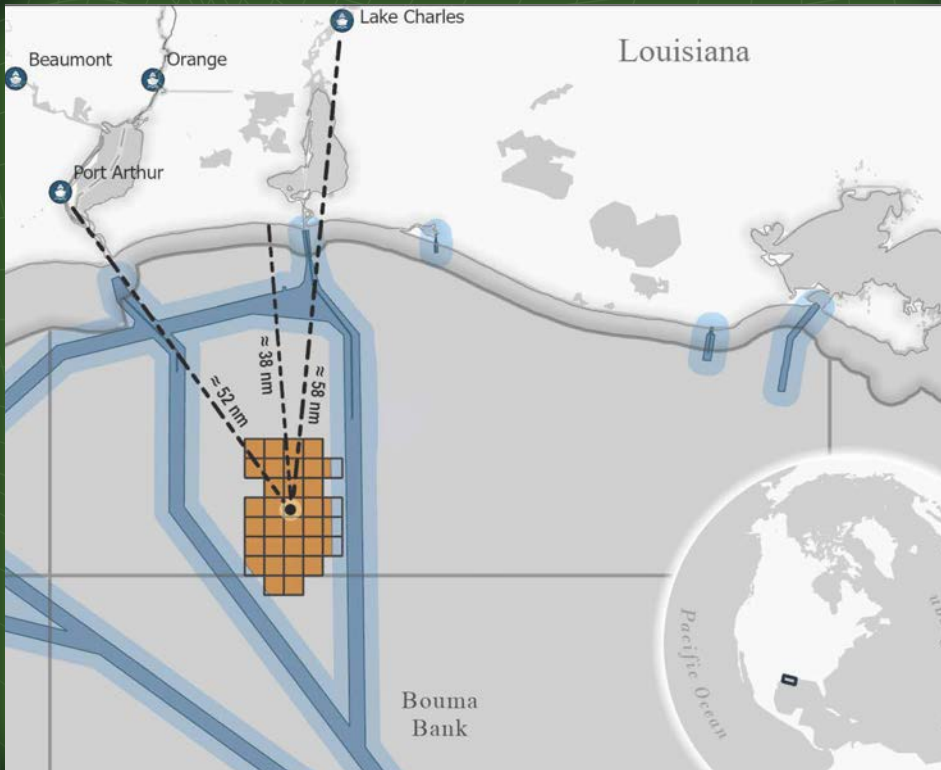 Lake Charles
Louisiana
Beaumont
Orange
Port Arthur
≈ 52 nm
≈ 38 nm
≈ 58 nm
Bouma
Bank
Pacific Ocean